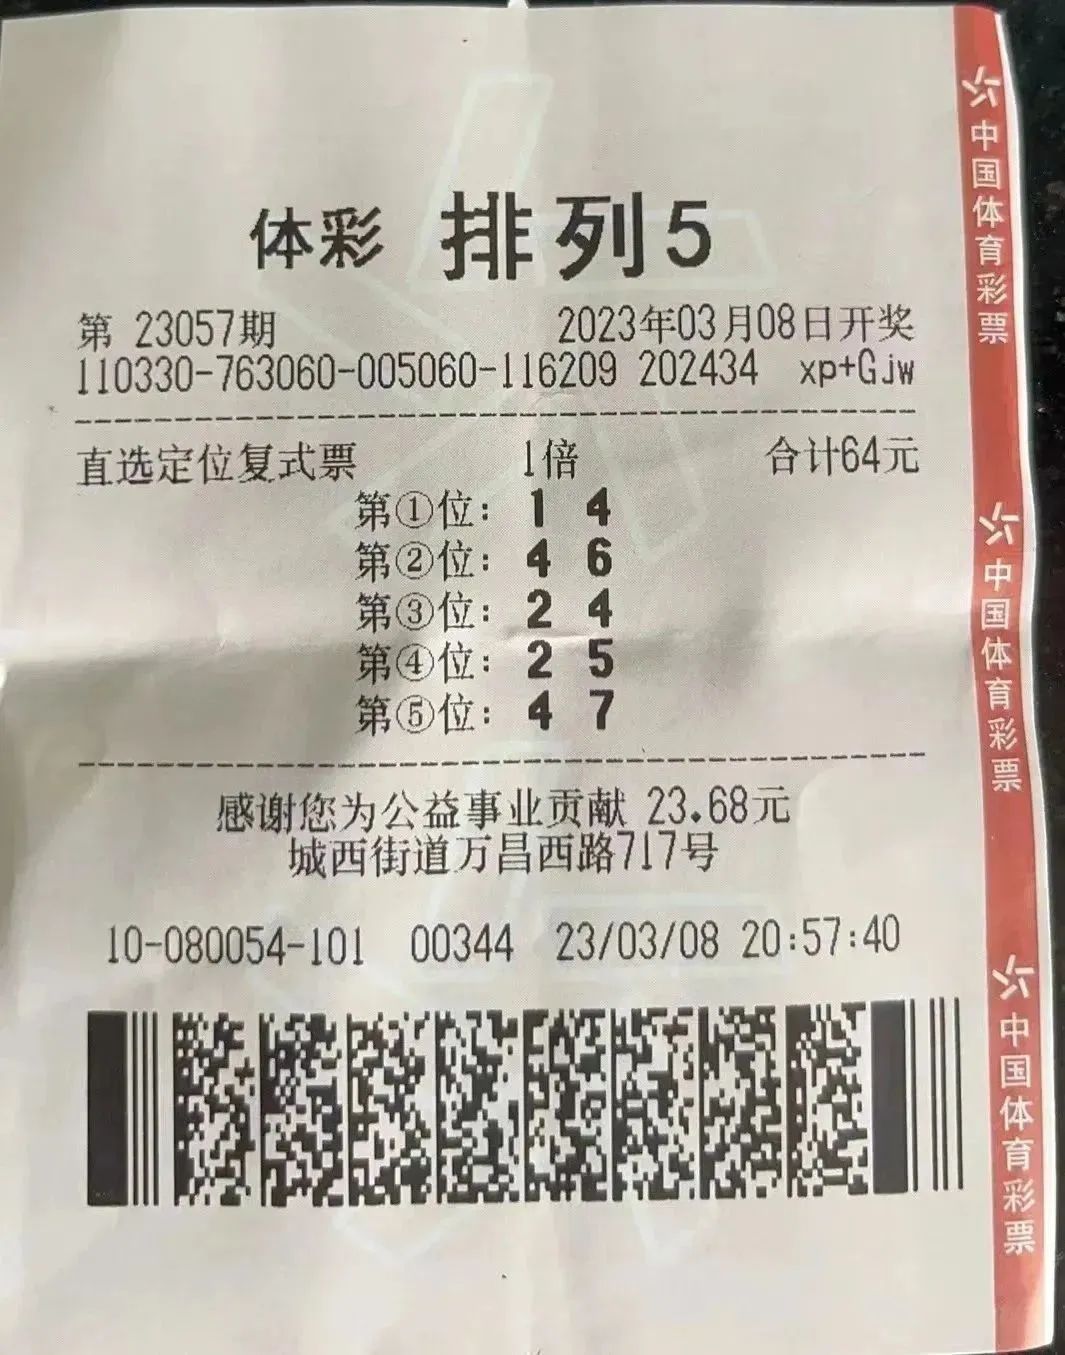 体彩 排列5
第 23057期 2023年03月08日开奖
110330-763060-005060-116209 202434 xp+GJw
直选定位复式票 1倍 合计64元
第①位: 1 4
第②位: 4 6
第③位: 2 4
第④位: 2 5
第⑤位: 4 7
感谢您为公益事业贡献 23.68元
城西街道万昌西路717号
10-080054-101 00344 23/03/08 20:57:40
中国体育彩票
中国体育彩票
中国体育彩票